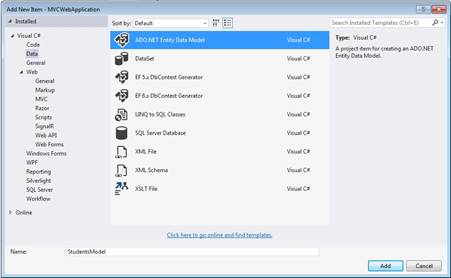 Add New Item - MVCWebApplication
Installed
Sort by: Default
Search Installed Templates (Ctrl+E)
Visual C#
Code
Data
General
Web
General
Markup
MVC
Razor
Scripts
SignalR
Web API
Web Forms
Windows Forms
WPF
Reporting
Silverlight
SQL Server
Workflow
Online
ADO.NET Entity Data Model Visual C#
DataSet Visual C#
EF 5.x DbContext Generator Visual C#
EF 6.x DbContext Generator Visual C#
LINQ to SQL Classes Visual C#
SQL Server Database Visual C#
XML File Visual C#
XML Schema Visual C#
XSLT File Visual C#
Type: Visual C#
A project item for creating an ADO.NET
Entity Data Model.
Click here to go online and find templates.
Name: StudentsModel
Add Cancel